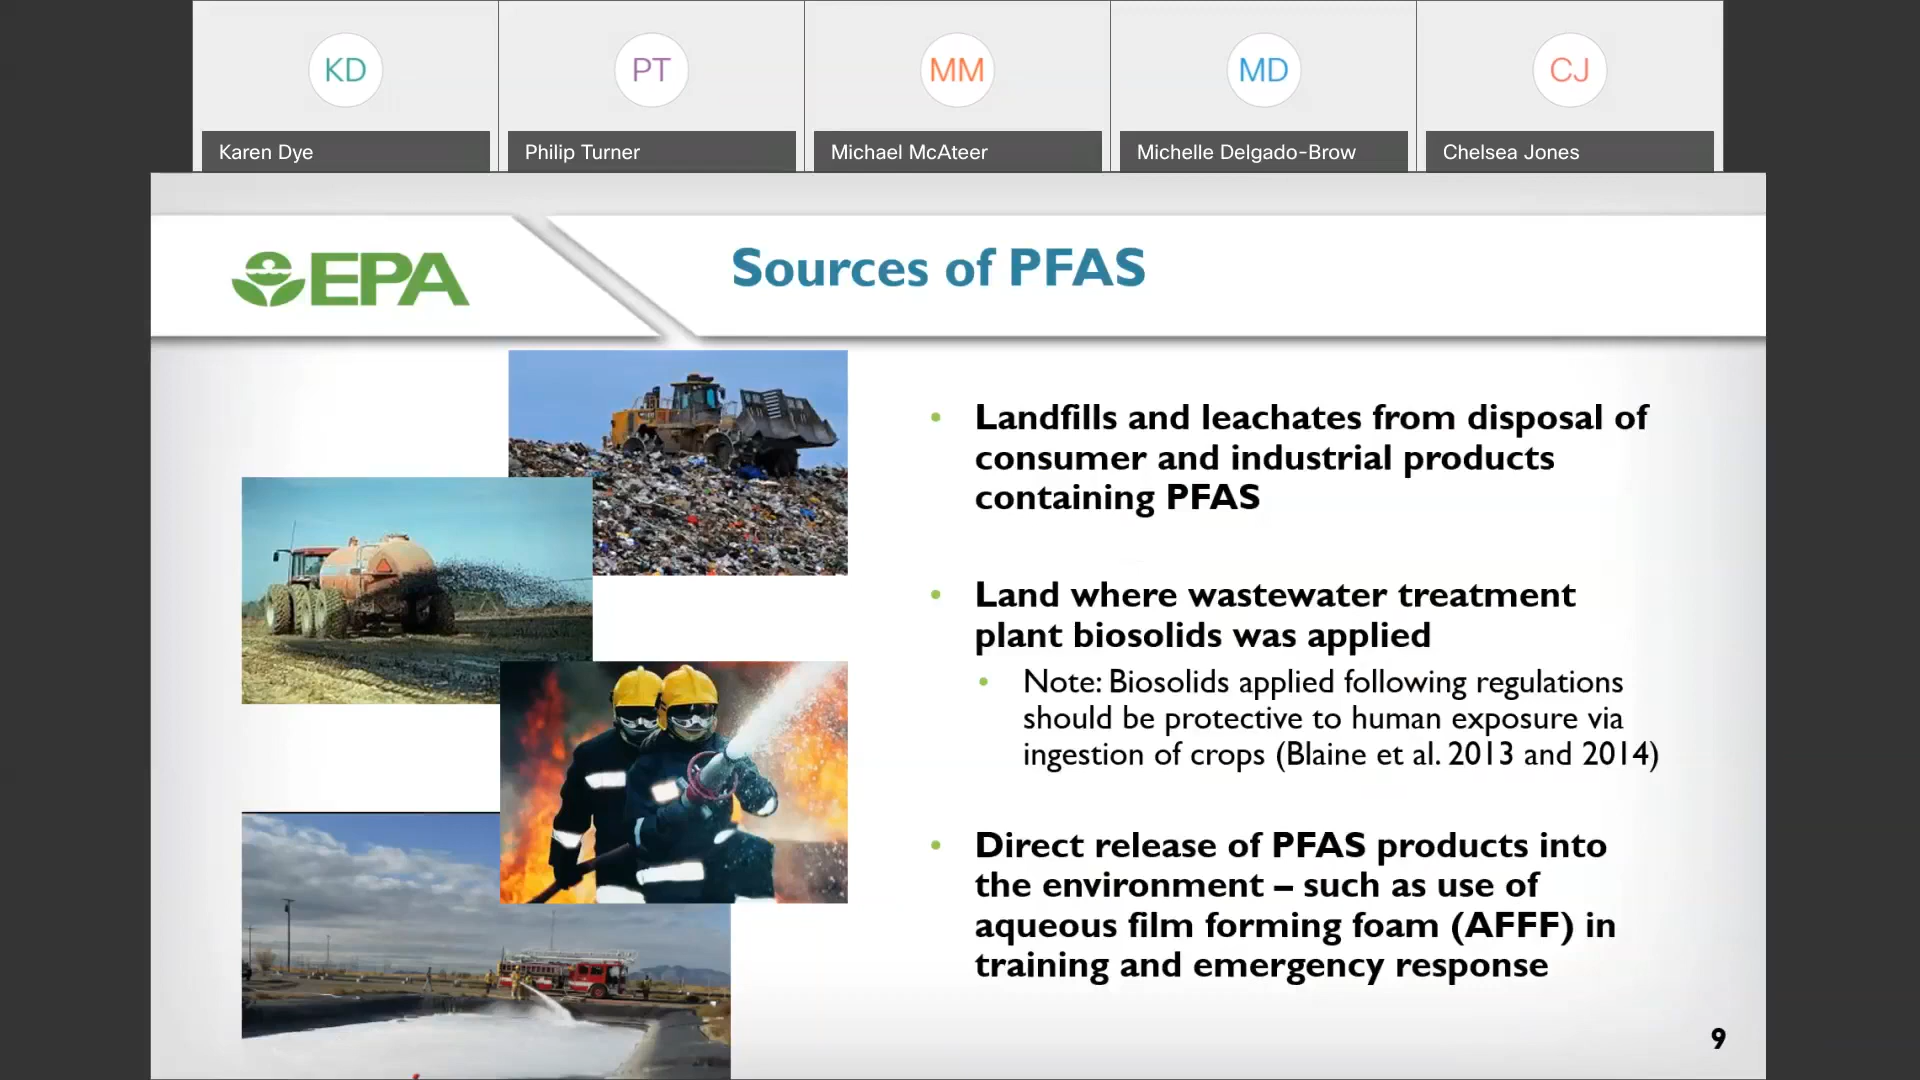 KD
PT
MM
MD
CJ
Karen Dye
Philip Turner
Michael McAteer
Michelle Delgado-Brow
Chelsea Jones
EPA
Sources of PFAS
• Landfills and leachates from disposal of
consumer and industrial products
containing PFAS
• Land where wastewater treatment
plant biosolids was applied
• Note: Biosolids applied following regulations
should be protective to human exposure via
ingestion of crops (Blaine et al. 2013 and 2014)
• Direct release of PFAS products into
the environment – such as use of
aqueous film forming foam (AFFF) in
training and emergency response
9